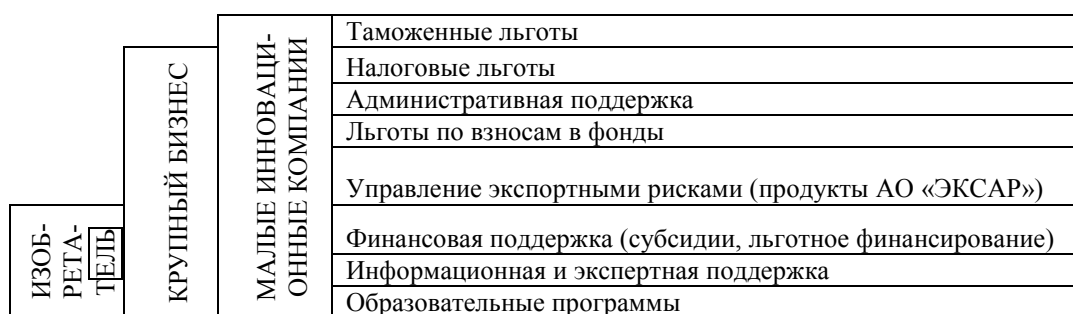 ИЗОБ-
РЕТА-
ТЕЛЬ
КРУПНЫЙ БИЗНЕС
МАЛЫЕ ИННОВАЦИ-
ОННЫЕ КОМПАНИИ
Таможенные льготы
Налоговые льготы
Административная поддержка
Льготы по взносам в фонды
Управление экспортными рисками (продукты АО «ЭКСАР»)
Финансовая поддержка (субсидии, льготное финансирование)
Информационная и экспертная поддержка
Образовательные программы